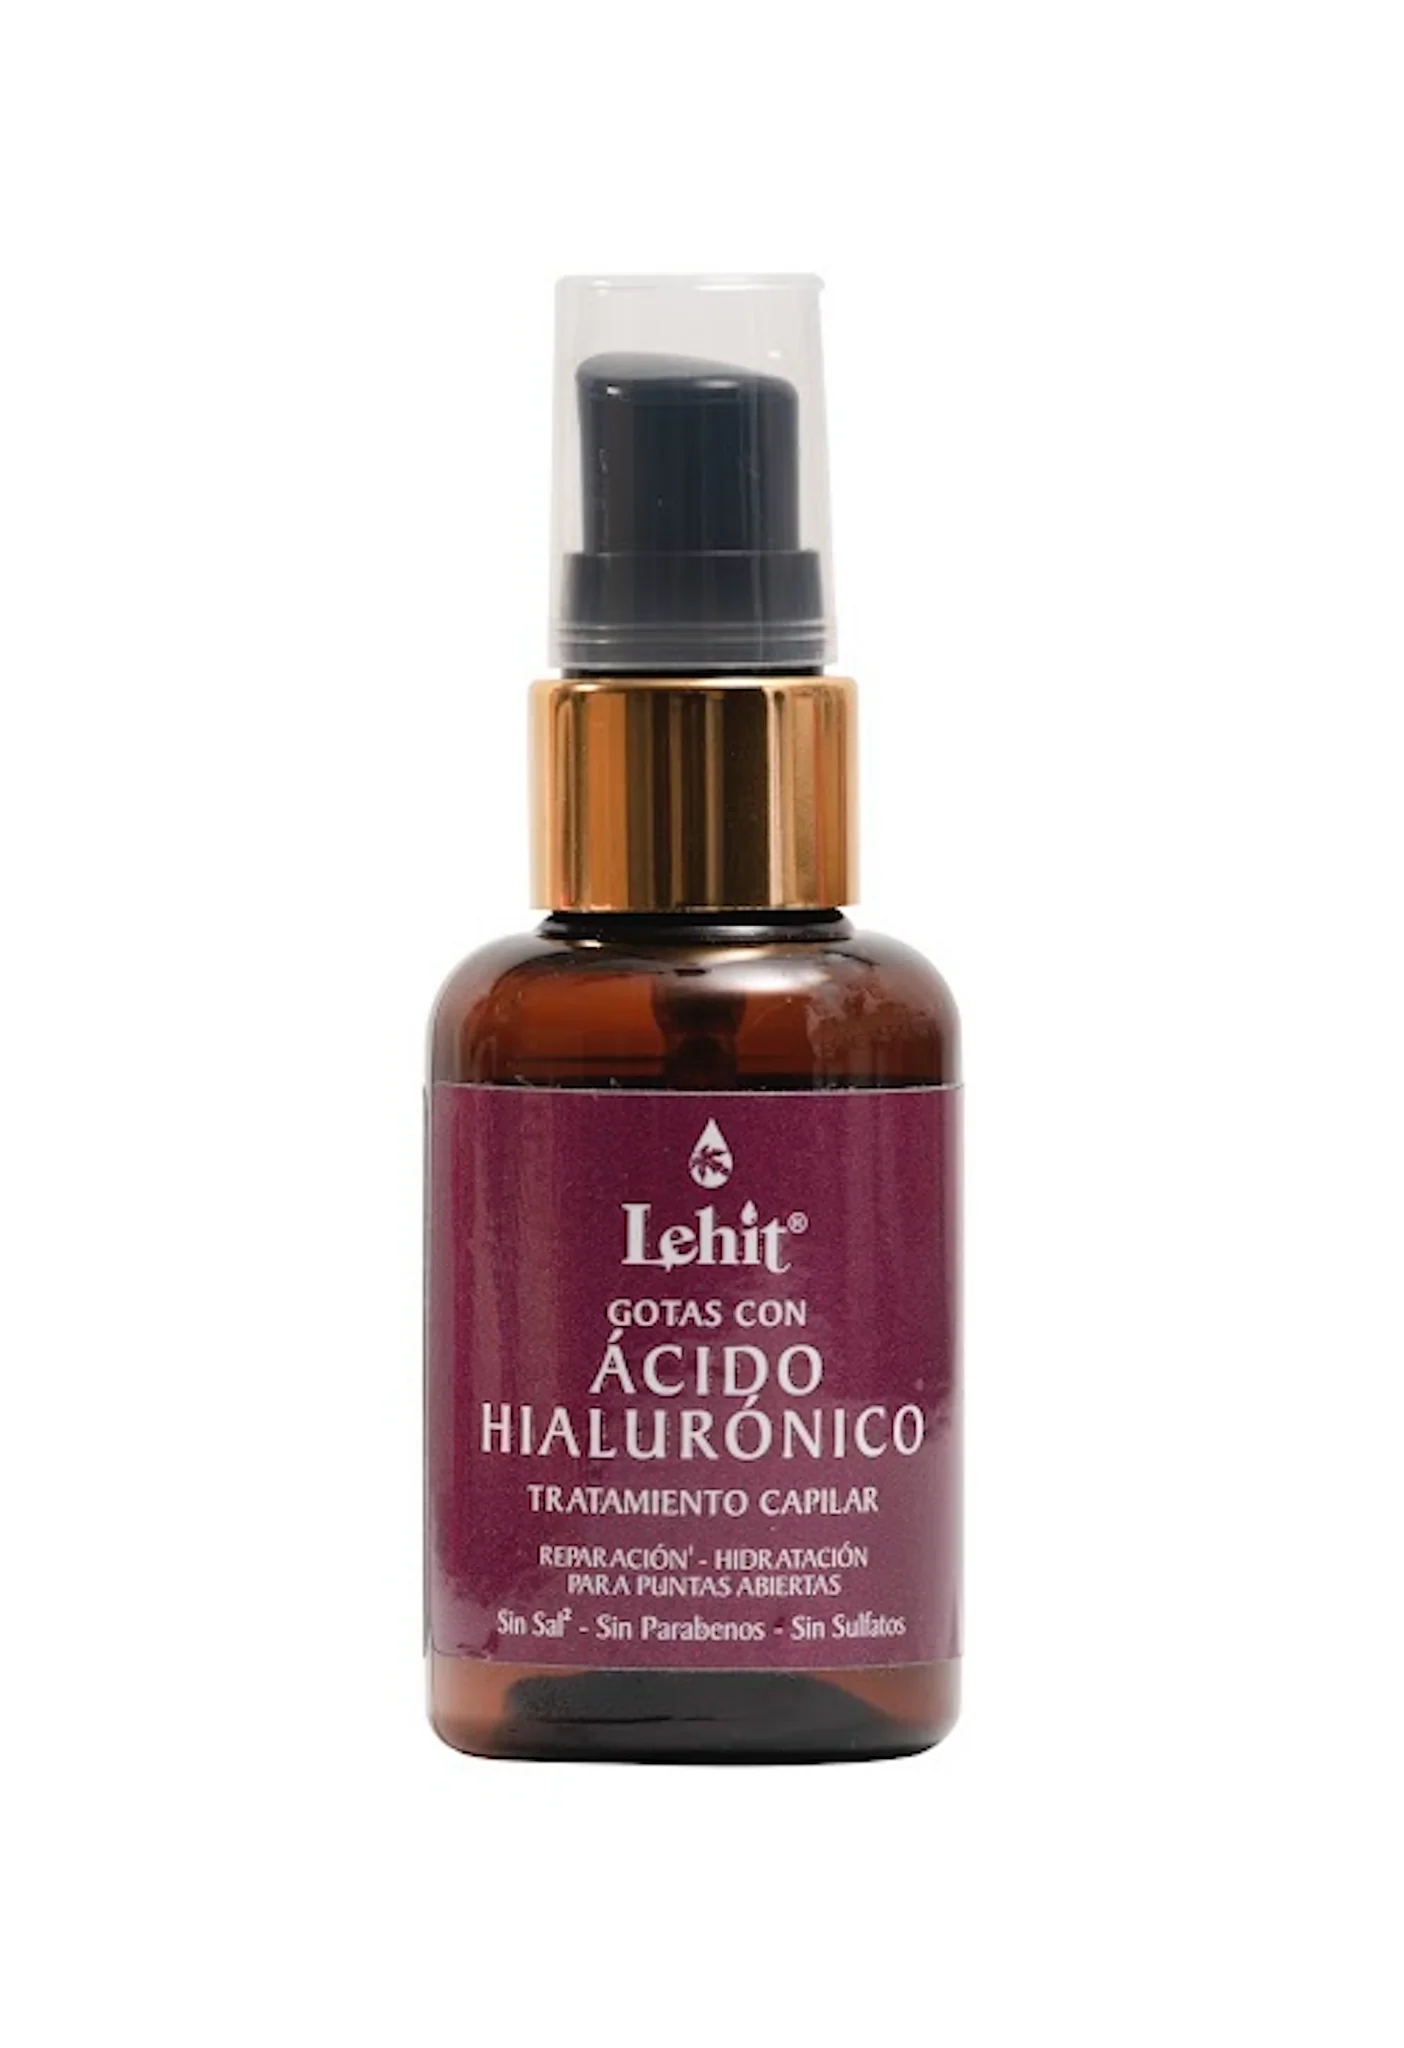 Lehit®
GOTAS CON
ÁCIDO
HIALURÓNICO
TRATAMIENTO CAPILAR
REPARACIÓN¹ - HIDRATACIÓN
PARA PUNTAS ABIERTAS
Sin Sal² - Sin Parabenos - Sin Sulfatos